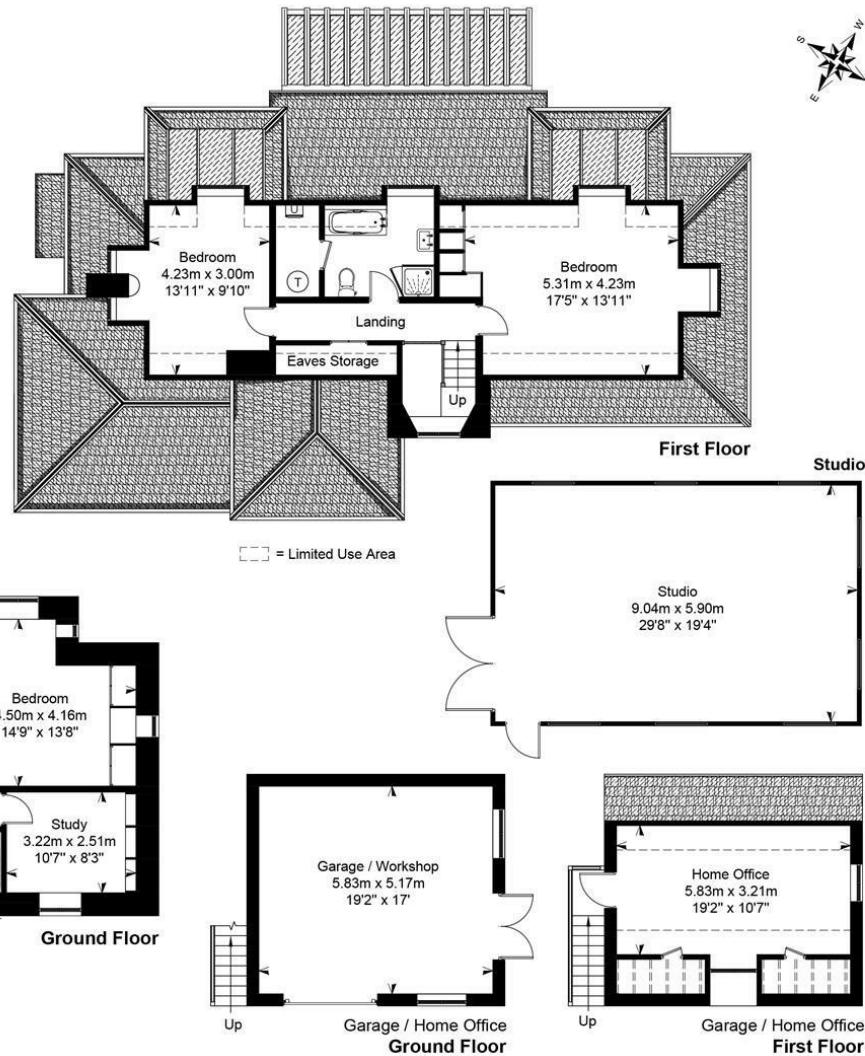 S
W
E
Bedroom
4.23m x 3.00m
13'11" x 9'10"
U
T
Landing
Eaves Storage
Up
Bedroom
5.31m x 4.23m
17'5" x 13'11"
First Floor
= Limited Use Area
Studio
Studio
9.04m x 5.90m
29'8" x 19'4"
Bedroom
.50m x 4.16m
14'9" x 13'8"
Study
3.22m x 2.51m
10'7" x 8'3"
Ground Floor
Garage / Workshop
5.83m x 5.17m
19'2" x 17'
Up
Garage / Home Office
Ground Floor
Home Office
5.83m x 3.21m
19'2" x 10'7"
Up
Garage / Home Office
First Floor